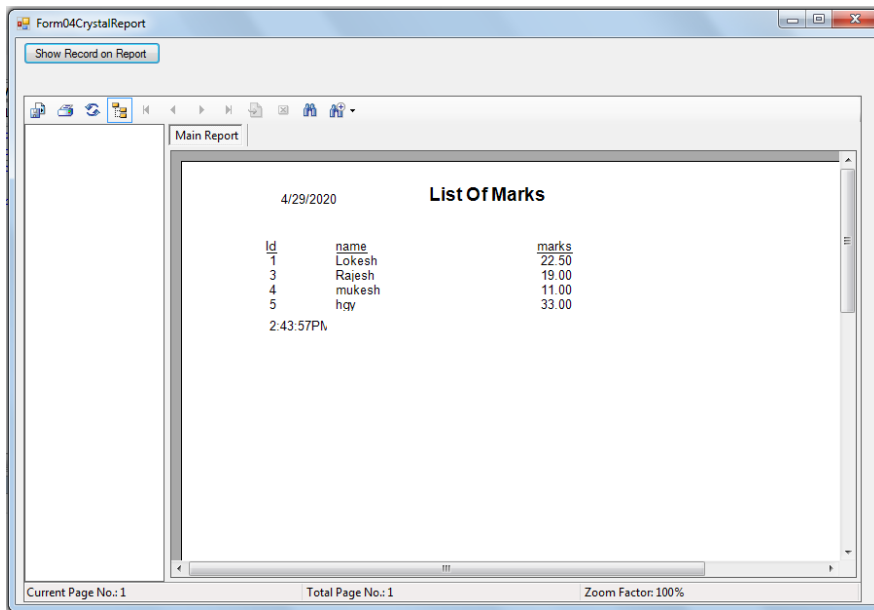 Form04CrystalReport
Show Record on Report
Main Report
4/29/2020 List Of Marks
Id name marks
1 Lokesh 22.50
3 Rajesh 19.00
4 mukesh 11.00
5 hgy 33.00
2:43:57PM
Current Page No.: 1 Total Page No.: 1 Zoom Factor: 100%